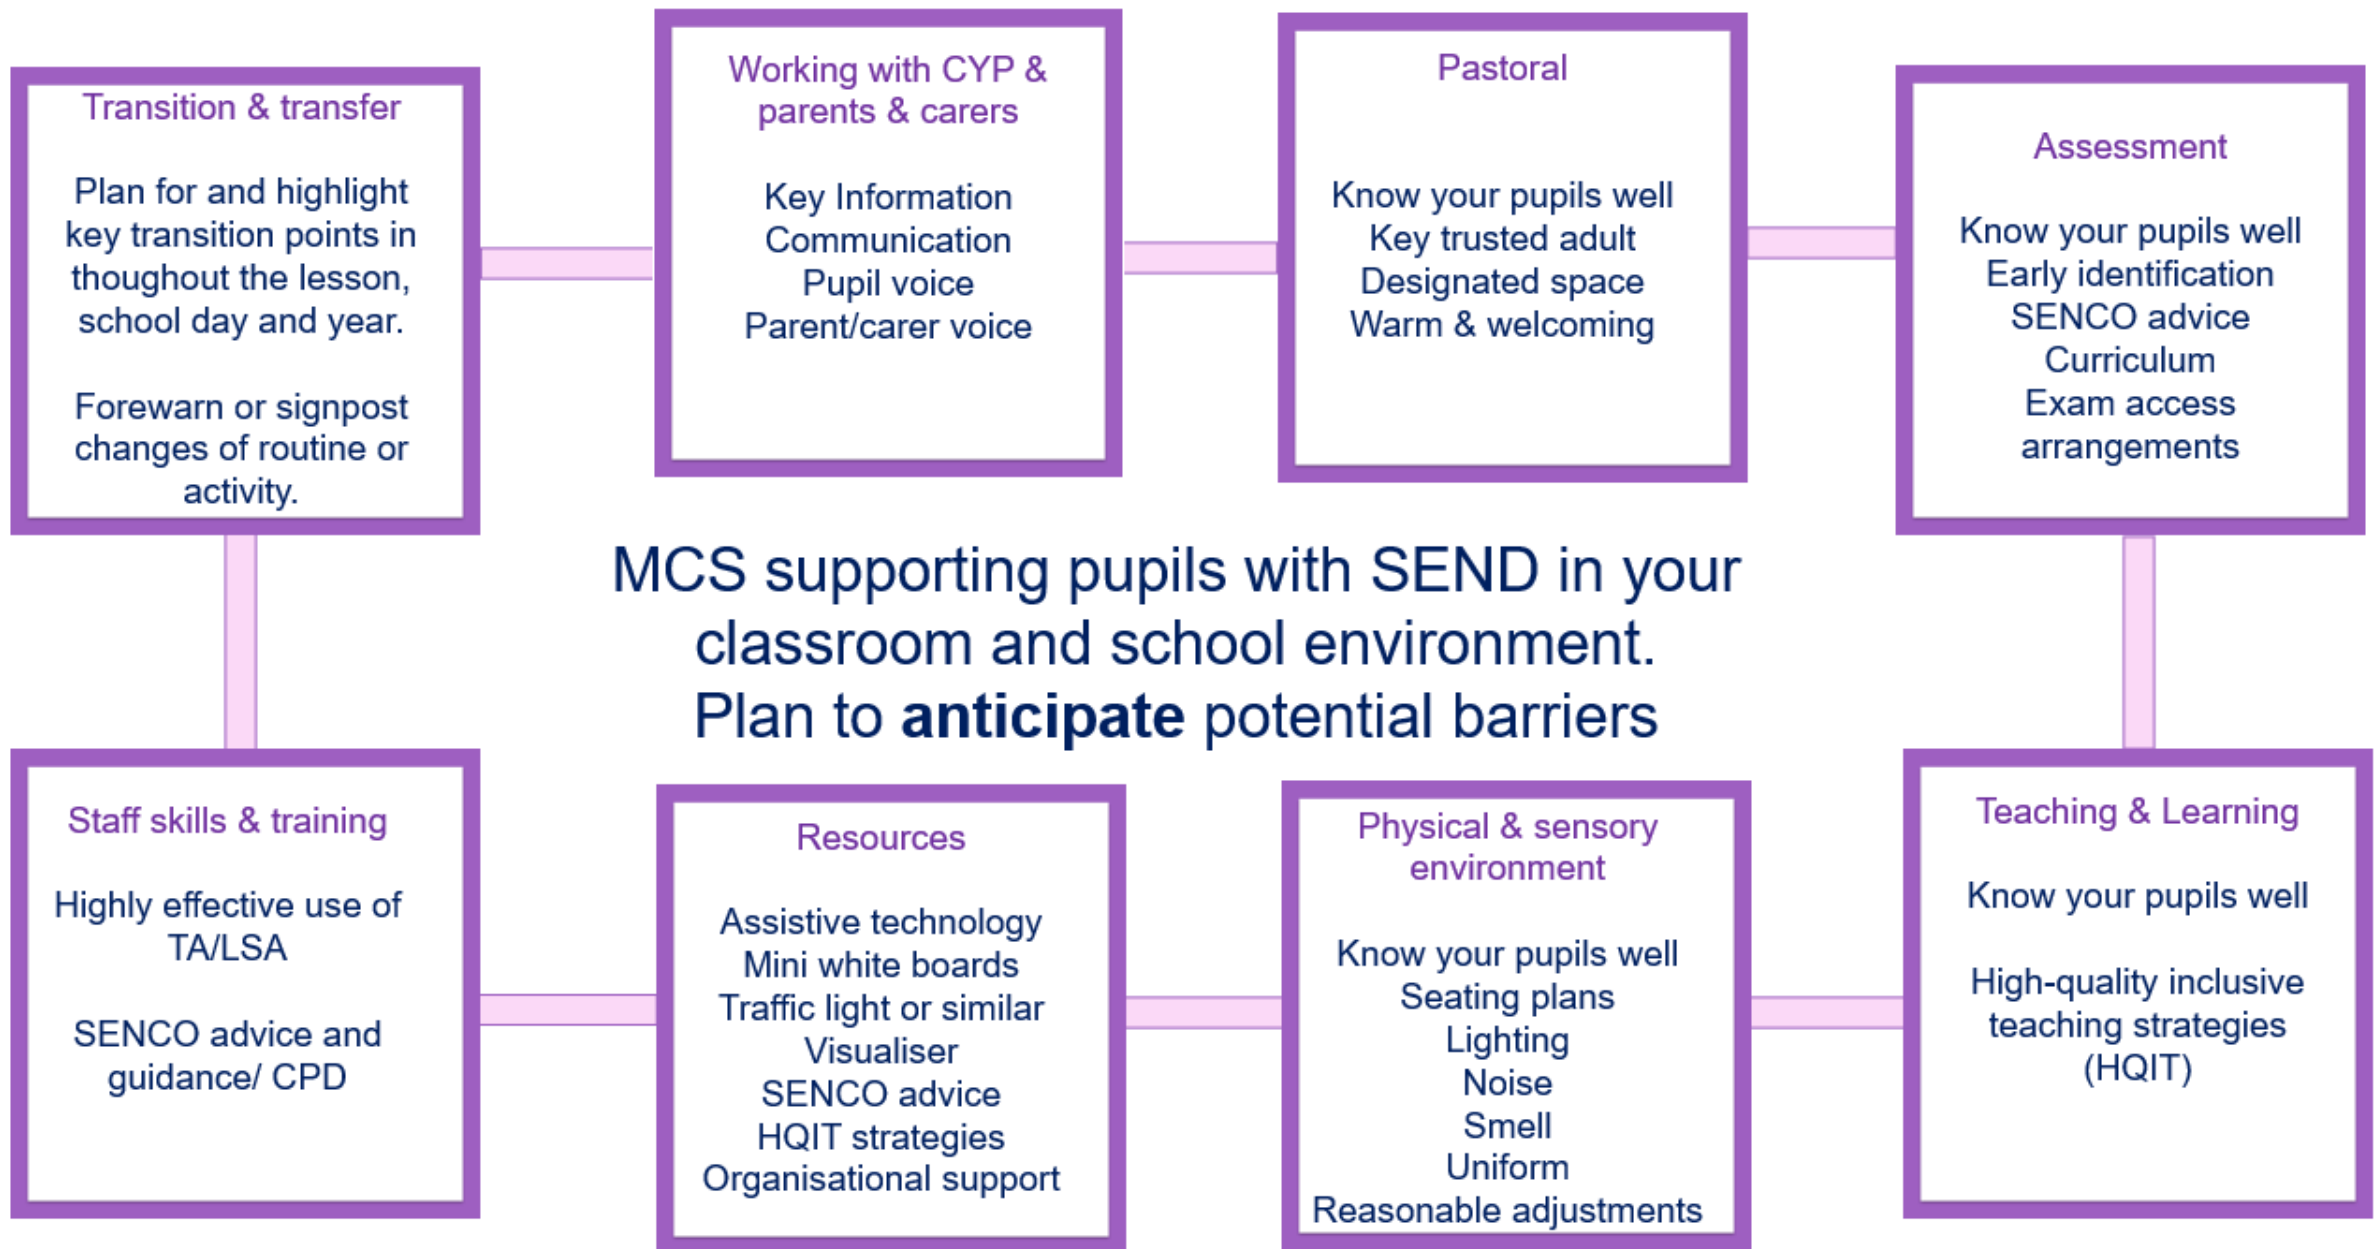 Transition & transfer
Plan for and highlight
key transition points in
thoughout the lesson,
school day and year.
Forewarn or signpost
changes of routine or
activity.
Working with CYP &
parents & carers
Key Information
Communication
Pupil voice
Parent/carer voice
Pastoral
Know your pupils well
Key trusted adult
Designated space
Warm & welcoming
Assessment
Know your pupils well
Early identification
SENCO advice
Curriculum
Exam access
arrangements
MCS supporting pupils with SEND in your
classroom and school environment.
Plan to anticipate potential barriers
Staff skills & training
Highly effective use of
TA/LSA
SENCO advice and
guidance/ CPD
Resources
Assistive technology
Mini white boards
Traffic light or similar
Visualiser
SENCO advice
HQIT strategies
Organisational support
Physical & sensory
environment
Know your pupils well
Seating plans
Lighting
Noise
Smell
Uniform
Reasonable adjustments
Teaching & Learning
Know your pupils well
High-quality inclusive
teaching strategies
(HQIT)